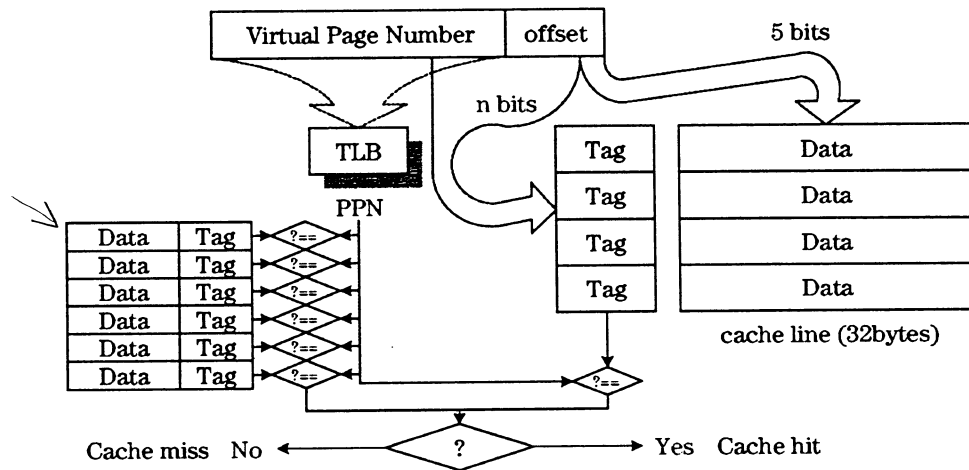 Virtual Page Number offset
5 bits
n bits
TLB
PPN
Tag Data
Tag Data
Tag Data
Tag Data
cache line (32bytes)
Data Tag ?==
Data Tag ?==
Data Tag ?==
Data Tag ?==
Data Tag ?==
Data Tag ?==
?==
Cache miss No ? Yes Cache hit